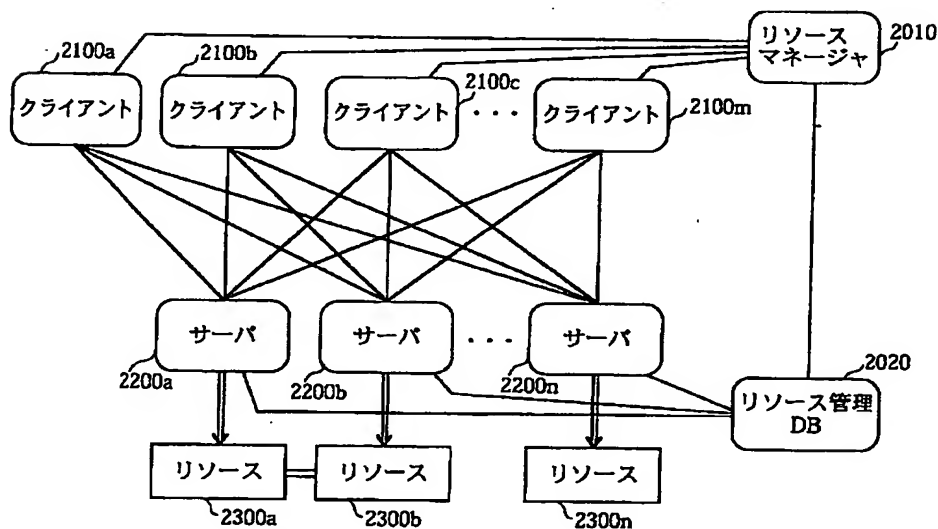 2100a
2100b
2100c
2100m
リソース
マネージャ
2010
クライアント
クライアント
クライアント
・・・
クライアント
サーバ
サーバ
・・・
サーバ
2200a
2200b
2200n
2020
リソース管理
DB
リソース
リソース
リソース
2300a
2300b
2300n